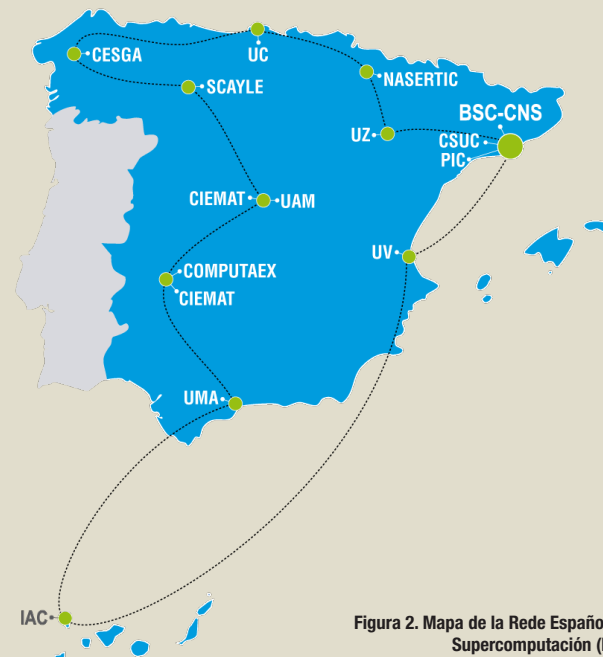 CESGA
UC
SCAYLE
NASERTIC
BSC-CNS
UZ
CSUC
PIC
CIEMAT
UAM
UV
COMPUTAEX
CIEMAT
UMA
IAC
Figura 2. Mapa de la Rede Españo
Supercomputación (